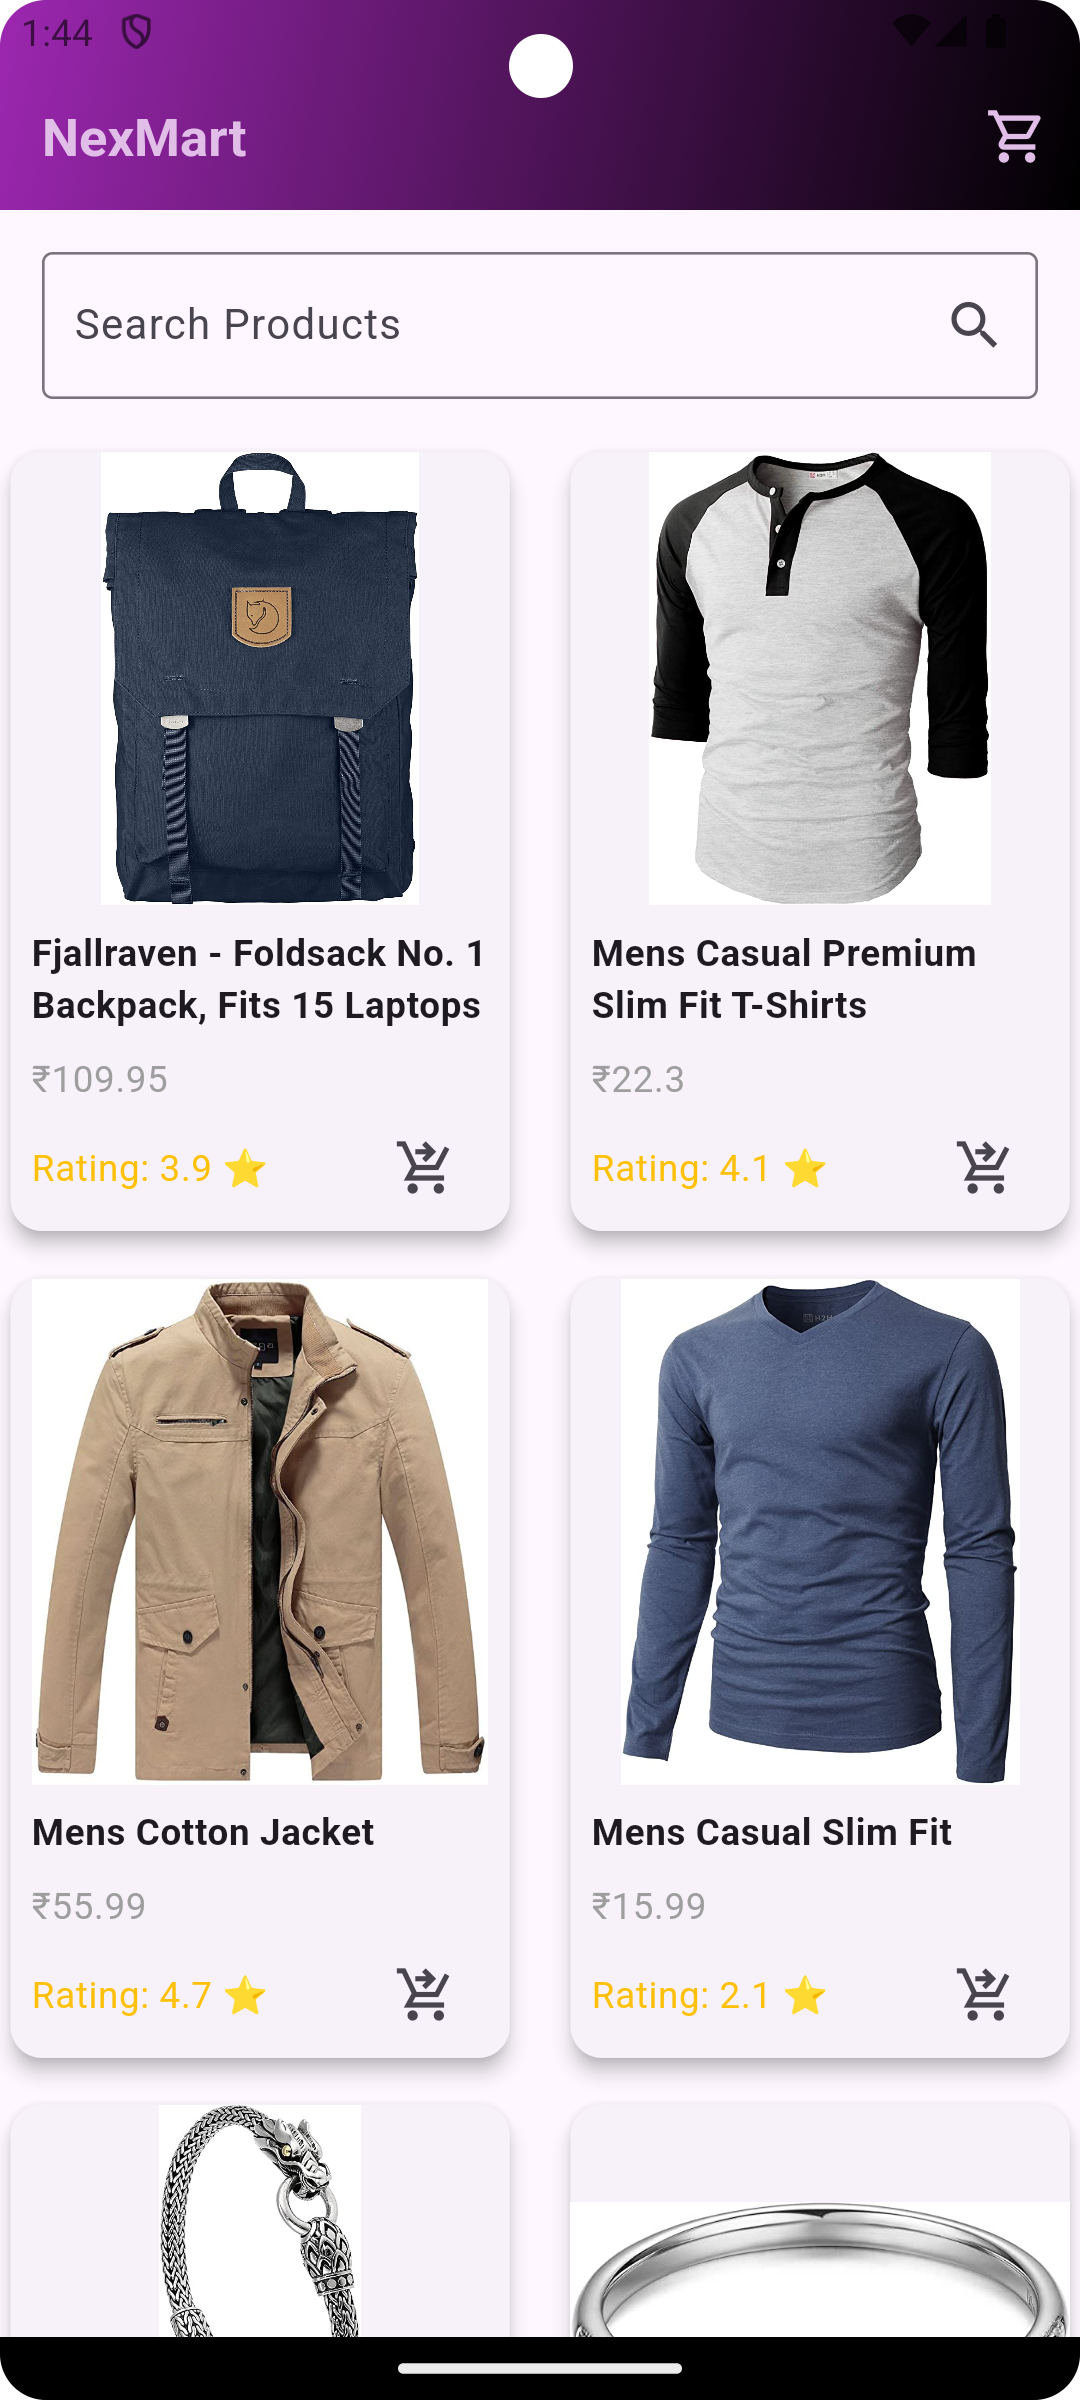 1:44
NexMart
Search Products
Fjallraven - Foldsack No. 1
Backpack, Fits 15 Laptops
₹109.95
Rating: 3.9 ⭐
Mens Casual Premium
Slim Fit T-Shirts
₹22.3
Rating: 4.1 ⭐
Mens Cotton Jacket
₹55.99
Rating: 4.7 ⭐
Mens Casual Slim Fit
₹15.99
Rating: 2.1 ⭐